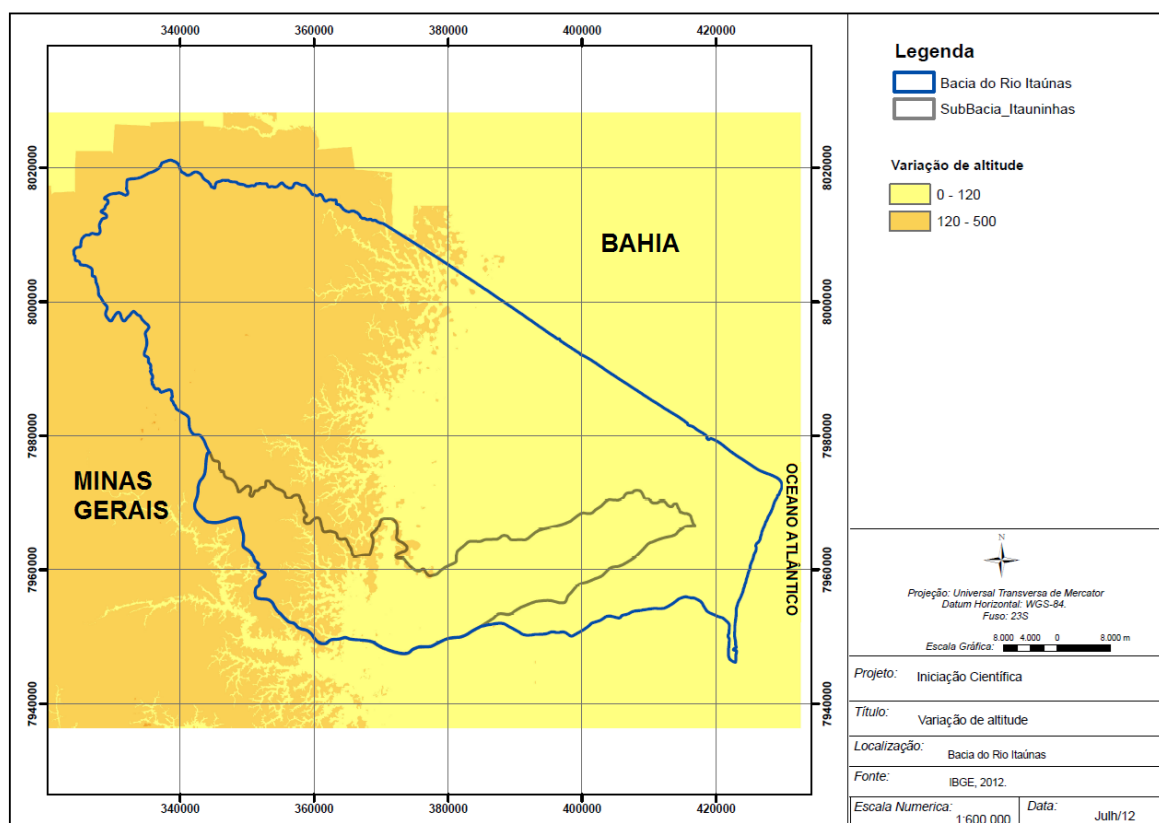 340000 360000 380000 400000 420000
8020000 8020000
8000000 8000000
7980000 7980000
7960000 7960000
7940000 7940000
BAHIA
MINAS
GERAIS
OCEANO ATLÂNTICO
340000 360000 380000 400000 420000
Legenda
Bacia do Rio Itaúnas
SubBacia_Itauninhas
Variação de altitude
0 - 120
120 - 500
N
Projeção: Universal Transversa de Mercator
Datum Horizontal: WGS-84.
Fuso: 23S
Escala Gráfica: 8.000 4.000 0 8.000 m
Projeto: Iniciação Científica
Título: Variação de altitude
Localização: Bacia do Rio Itaúnas
Fonte: IBGE, 2012.
Escala Numerica: 1:600.000
Data: Julh/12